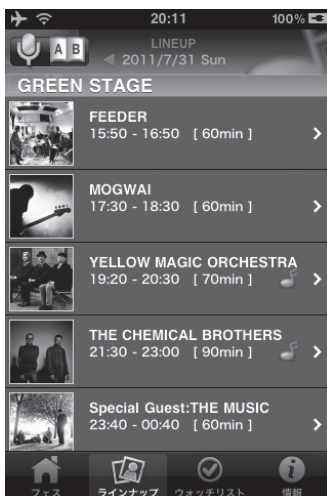 20:11
100%
A B
LINEUP
2011/7/31 Sun
GREEN STAGE
FEEDER
15:50 - 16:50 [ 60min ]
MOGWAI
17:30 - 18:30 [ 60min ]
YELLOW MAGIC ORCHESTRA
19:20 - 20:30 [ 70min ]
THE CHEMICAL BROTHERS
21:30 - 23:00 [ 90min ]
Special Guest:THE MUSIC
23:40 - 00:40 [ 60min ]
フェス ラインナップ ウォッチリスト 情報